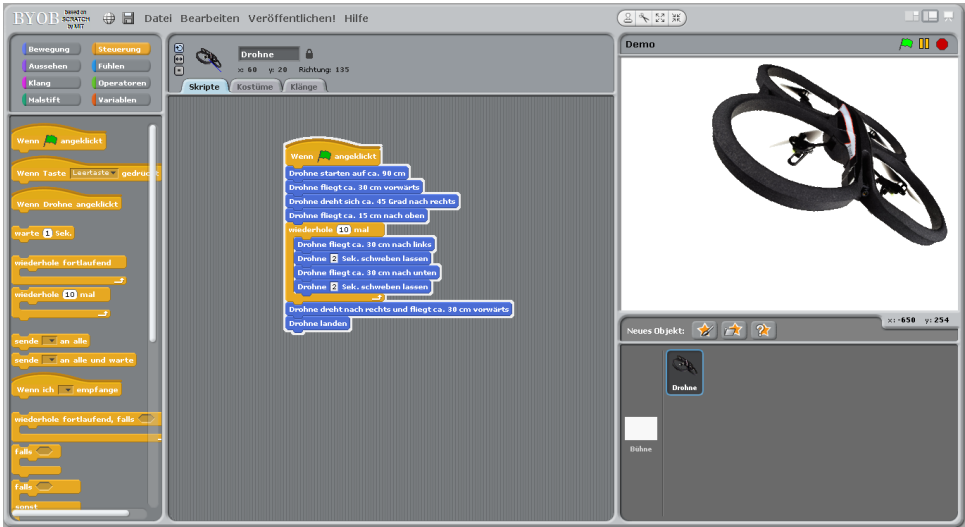 BYOB based on SCRATCH by MIT
Datei Bearbeiten Veröffentlichen! Hilfe
Bewegung Steuerung
Aussehen Fühlen
Klang Operatoren
Malstift Variablen
Drohne
x: 60 y: 20 Richtung: 135
Skripte Kostüme Klänge
Demo
Wenn angeklickt
Wenn Taste Leertaste gedrückt
Wenn Drohne angeklickt
warte 1 Sek.
wiederhole fortlaufend
wiederhole 10 mal
sende an alle
sende an alle und warte
Wenn ich empfange
wiederhole fortlaufend, falls
falls
falls
sonst
Wenn angeklickt
Drohne starten auf ca. 90 cm
Drohne fliegt ca. 30 cm vorwärts
Drohne dreht sich ca. 45 Grad nach rechts
Drohne fliegt ca. 15 cm nach oben
wiederhole 10 mal
Drohne fliegt ca. 30 cm nach links
Drohne 2 Sek. schweben lassen
Drohne fliegt ca. 30 cm nach unten
Drohne 2 Sek. schweben lassen
Drohne dreht nach rechts und fliegt ca. 30 cm vorwärts
Drohne landen
x: -650 y: 254
Neues Objekt:
Drohne
Bühne